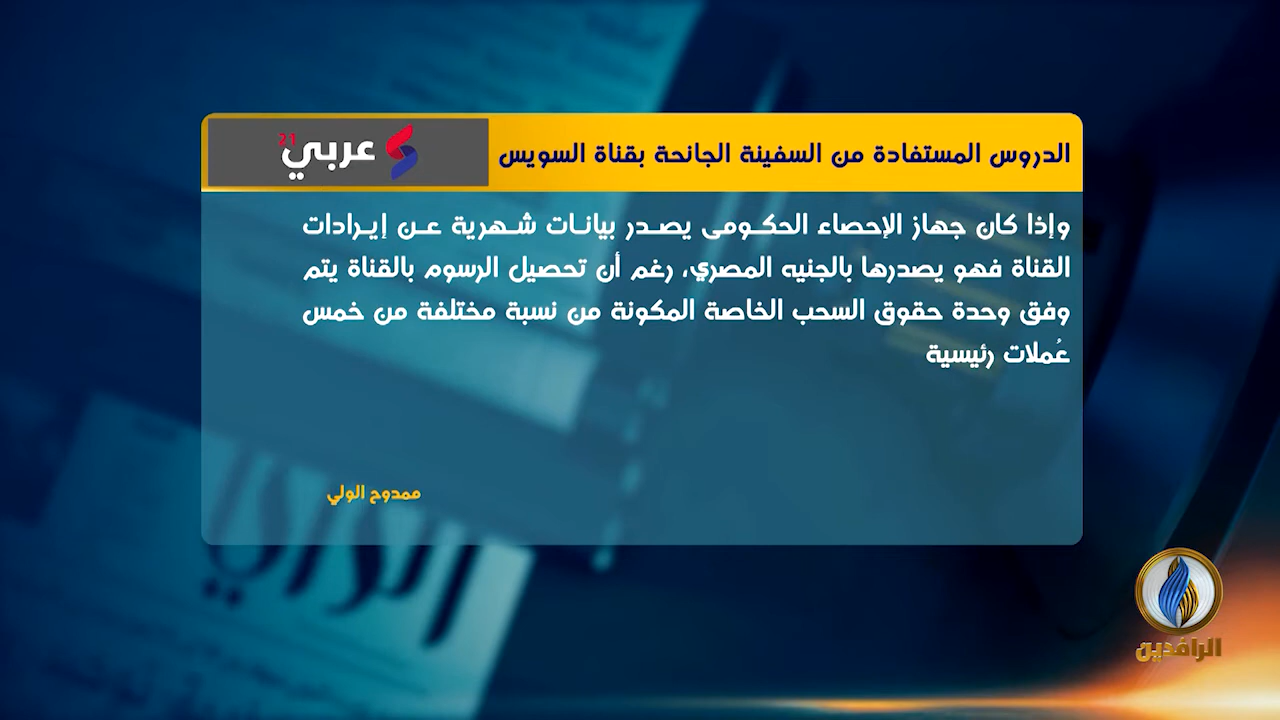 الدروس المستفادة من السفينة الجانحة بقناة السويس
عربي 21
وإذا كان جهاز الإحصاء الحكومى يصدر بيانات شهرية عن إيرادات
القناة فهو يصدرها بالجنيه المصري، رغم أن تحصيل الرسوم بالقناة يتم
وفق وحدة حقوق السحب الخاصة المكونة من نسبة مختلفة من خمس
عُملات رئيسية
ممدوح الولي
الرأي
الرافدين